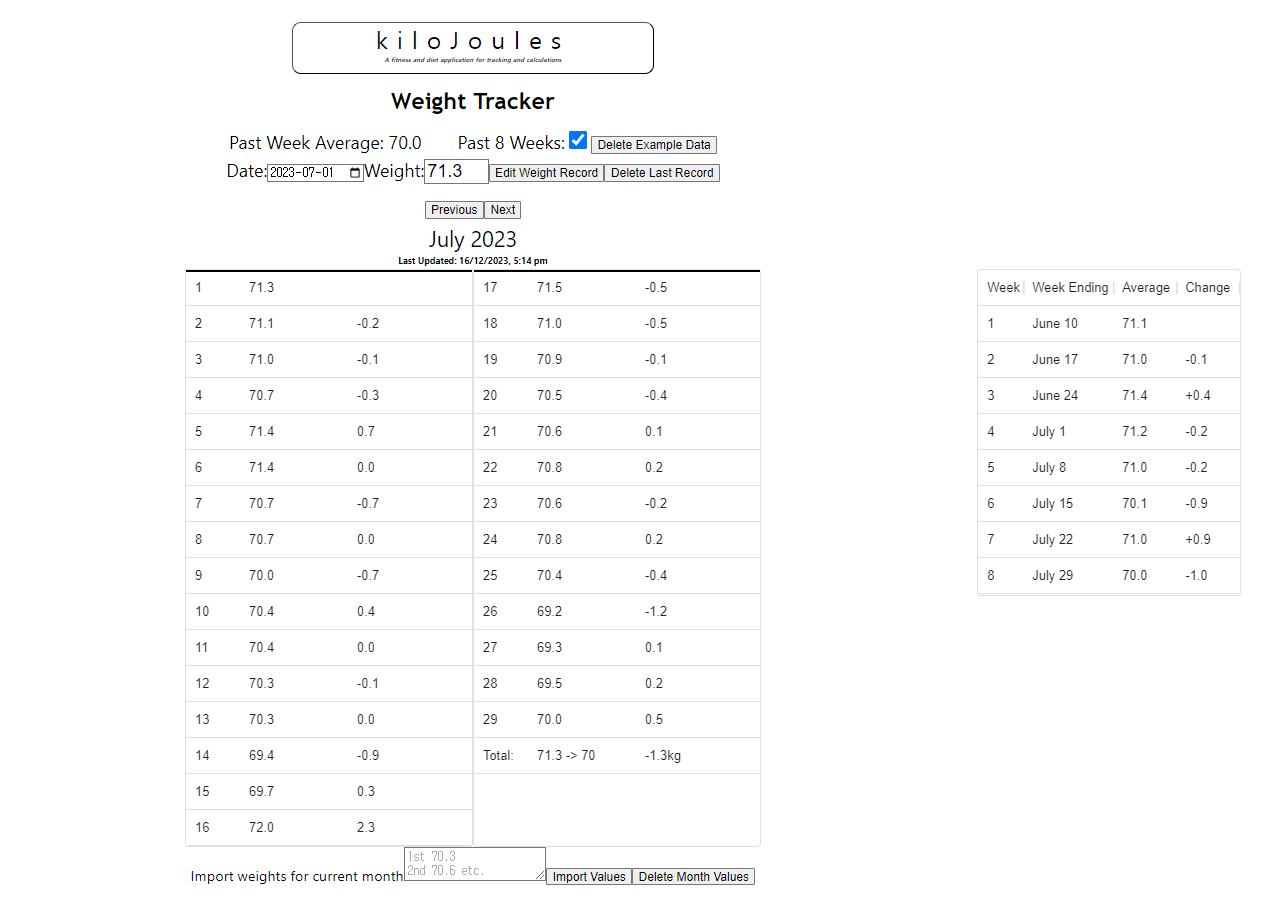 kiloJoules
A fitness and diet application for tracking and calculations
Weight Tracker
Past Week Average: 70.0 Past 8 Weeks: Delete Example Data
Date: 2023-07-01 Weight: 71.3 Edit Weight Record Delete Last Record
Previous Next
July 2023
Last Updated: 16/12/2023, 5:14 pm
1 71.3
2 71.1 -0.2
3 71.0 -0.1
4 70.7 -0.3
5 71.4 0.7
6 71.4 0.0
7 70.7 -0.7
8 70.7 0.0
9 70.0 -0.7
10 70.4 0.4
11 70.4 0.0
12 70.3 -0.1
13 70.3 0.0
14 69.4 -0.9
15 69.7 0.3
16 72.0 2.3
17 71.5 -0.5
18 71.0 -0.5
19 70.9 -0.1
20 70.5 -0.4
21 70.6 0.1
22 70.8 0.2
23 70.6 -0.2
24 70.8 0.2
25 70.4 -0.4
26 69.2 -1.2
27 69.3 0.1
28 69.5 0.2
29 70.0 0.5
Total: 71.3 -> 70 -1.3kg
Week Week Ending Average Change
1 June 10 71.1
2 June 17 71.0 -0.1
3 June 24 71.4 +0.4
4 July 1 71.2 -0.2
5 July 8 71.0 -0.2
6 July 15 70.1 -0.9
7 July 22 71.0 +0.9
8 July 29 70.0 -1.0
Import weights for current month
1st 70.3
2nd 70.6 etc.
Import Values Delete Month Values